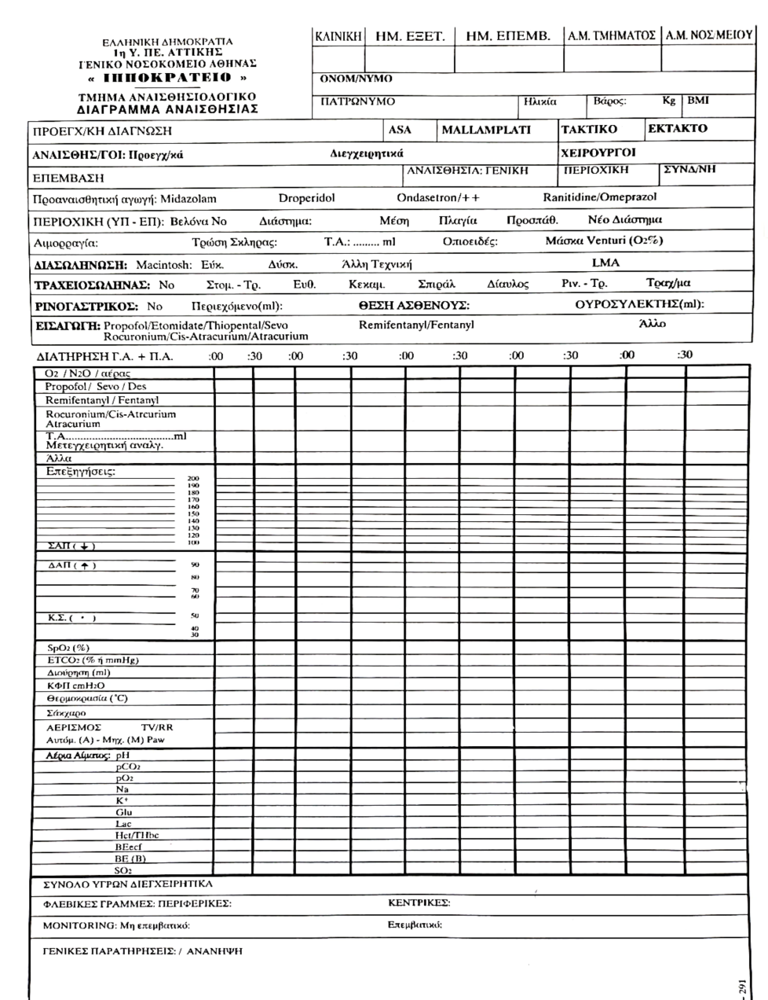 ΕΛΛΗΝΙΚΗ ΔΗΜΟΚΡΑΤΙΑ
1η Υ. ΠΕ. ΑΤΤΙΚΗΣ
ΓΕΝΙΚΟ ΝΟΣΟΚΟΜΕΙΟ ΑΘΗΝΑΣ
« ΙΠΠΟΚΡΑΤΕΙΟ »
ΤΜΗΜΑ ΑΝΑΙΣΘΗΣΙΟΛΟΓΙΚΟ
ΔΙΑΓΡΑΜΜΑ ΑΝΑΙΣΘΗΣΙΑΣ
ΚΛΙΝΙΚΗ ΗΜ. ΕΞΕΤ. ΗΜ. ΕΠΕΜΒ. Α.Μ. ΤΜΗΜΑΤΟΣ Α.Μ. ΝΟΣ/ΜΕΙΟΥ
ΟΝΟΜ/ΝΥΜΟ
ΠΑΤΡΩΝΥΜΟ Ηλικία Βάρος: Kg BMI
ΠΡΟΕΓΧ/ΚΗ ΔΙΑΓΝΩΣΗ ASA MALLAMPLATI ΤΑΚΤΙΚΟ ΕΚΤΑΚΤΟ
ΑΝΑΙΣΘΗΣ/ΓΟΙ: Προεγχ/κά Διεγχειρητικά ΧΕΙΡΟΥΡΓΟΙ
ΕΠΕΜΒΑΣΗ ΑΝΑΙΣΘΗΣΙΑ: ΓΕΝΙΚΗ ΠΕΡΙΟΧΙΚΗ ΣΥΝΔ/ΝΗ
Προαναισθητική αγωγή: Midazolam Droperidol Ondasetron/++ Ranitidine/Omeprazol
ΠΕΡΙΟΧΙΚΗ (ΥΠ - ΕΠ): Βελόνα Νο Διάστημα: Μέση Πλαγία Προσπάθ. Νέο Διάστημα
Αιμορραγία: Τρώση Σκληρας: Τ.Α.: ......... ml Οπιοειδές: Μάσκα Venturi (O2%)
ΔΙΑΣΩΛΗΝΩΣΗ: Macintosh: Εύκ. Δύσκ. Άλλη Τεχνική LMA
ΤΡΑΧΕΙΟΣΩΛΗΝΑΣ: Νο Στομ. - Τρ. Ευθ. Κεκαμ. Σπιράλ Δίαυλος Ριν. - Τρ. Τραχ/μα
ΡΙΝΟΓΑΣΤΡΙΚΟΣ: Νο Περιεχόμενο(ml): ΘΕΣΗ ΑΣΘΕΝΟΥΣ: ΟΥΡΟΣΥΛΕΚΤΗΣ(ml):
ΕΙΣΑΓΩΓΗ: Propofol/Etomidate/Thiopental/Sevo Remifentanyl/Fentanyl Άλλο
Rocuronium/Cis-Atracurium/Atracurium
ΔΙΑΤΗΡΗΣΗ Γ.Α. + Π.Α. :00 :30 :00 :30 :00 :30 :00 :30 :00 :30
O2 / N2O / αέρας
Propofol / Sevo / Des
Remifentanyl / Fentanyl
Rocuronium/Cis-Atrcurium
Atracurium
Τ.Α.......................................ml
Μετεγχειρητική αναλγ.
Άλλα
Επεξηγήσεις:
200
190
180
170
160
150
140
130
120
100
ΣΑΠ ( ↓ )
ΔΑΠ ( ↑ ) 90
80
70
60
Κ.Σ. ( · ) 50
40
30
SpO2 (%)
ETCO2 (% ή mmHg)
Διούρηση (ml)
ΚΦΠ cmH2O
Θερμοκρασία (°C)
Σάκχαρο
ΑΕΡΙΣΜΟΣ TV/RR
Αυτόμ. (Α) - Μηχ. (Μ) Paw
Αέρια Αίματος: pH
pCO2
pO2
Na
K+
Glu
Lac
Hct/THbc
BEecf
BE (B)
SO2
ΣΥΝΟΛΟ ΥΓΡΩΝ ΔΙΕΓΧΕΙΡΗΤΙΚΑ
ΦΛΕΒΙΚΕΣ ΓΡΑΜΜΕΣ: ΠΕΡΙΦΕΡΙΚΕΣ: ΚΕΝΤΡΙΚΕΣ:
MONITORING: Μη επεμβατικό: Επεμβατικό:
ΓΕΝΙΚΕΣ ΠΑΡΑΤΗΡΗΣΕΙΣ: / ΑΝΑΝΗΨΗ
- 291